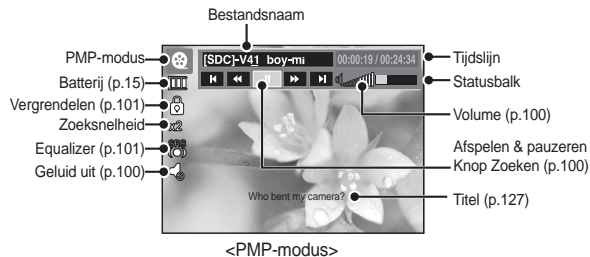 Bestandsnaam
PMP-modus
[SDC]-V41 boy-mi
00:00:19 / 00:24:34
Tijdslijn
Batterij (p.15)
Statusbalk
Vergrendelen (p.101)
Volume (p.100)
Zoeksnelheid
x2
Equalizer (p.101)
Afspelen & pauzeren
Knop Zoeken (p.100)
Geluid uit (p.100)
Who bent my camera?
Titel (p.127)
<PMP-modus>